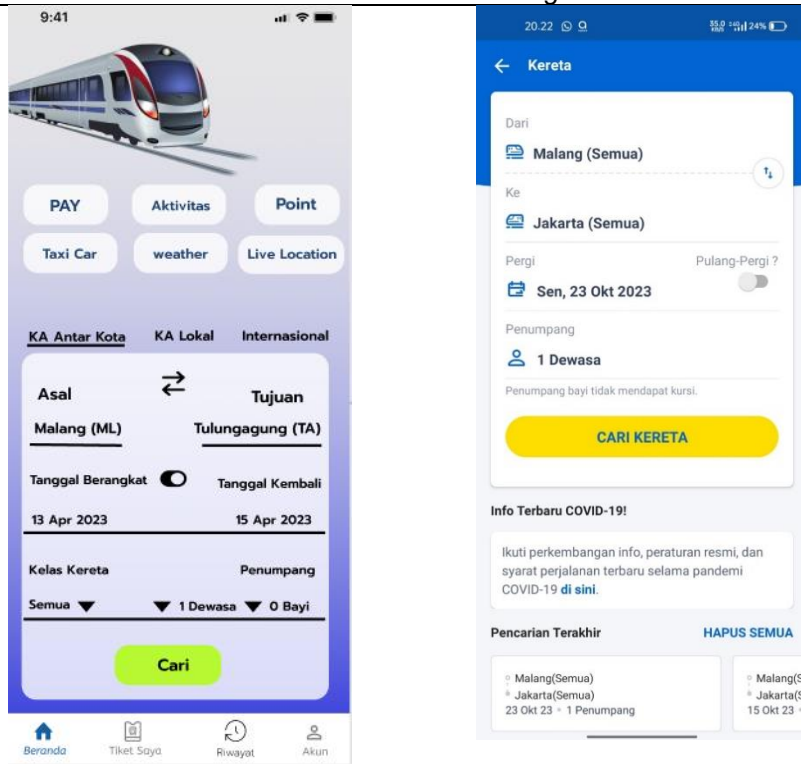 9:41
PAY
Aktivitas
Point
Taxi Car
weather
Live Location
KA Antar Kota
KA Lokal
Internasional
Asal
Tujuan
Malang (ML)
Tulungagung (TA)
Tanggal Berangkat
Tanggal Kembali
13 Apr 2023
15 Apr 2023
Kelas Kereta
Penumpang
Semua
1 Dewasa
0 Bayi
Cari
Beranda
Tiket Saya
Riwayat
Akun
20.22
24%
Kereta
Dari
Malang (Semua)
Ke
Jakarta (Semua)
Pergi
Pulang-Pergi ?
Sen, 23 Okt 2023
Penumpang
1 Dewasa
Penumpang bayi tidak mendapat kursi.
CARI KERETA
Info Terbaru COVID-19!
Ikuti perkembangan info, peraturan resmi, dan
syarat perjalanan terbaru selama pandemi
COVID-19 di sini.
Pencarian Terakhir
HAPUS SEMUA
Malang(Semua)
Jakarta(Semua)
23 Okt 23 • 1 Penumpang
Malang(S
Jakarta(S
15 Okt 23